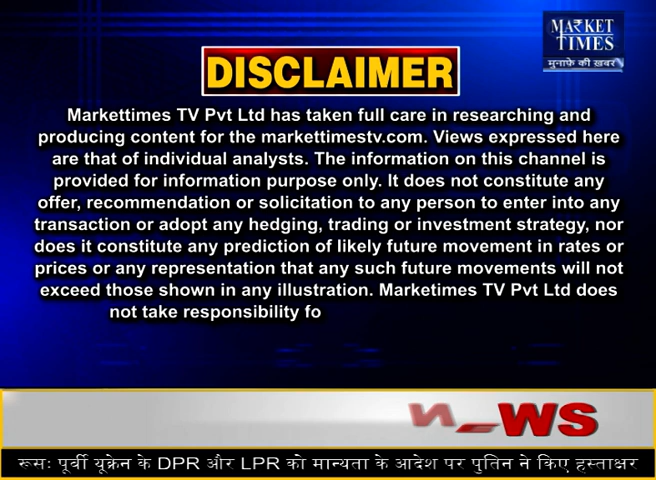 MARKET
TIMES
मुनाफे की ख़बर
DISCLAIMER
Markettimes TV Pvt Ltd has taken full care in researching and
producing content for the markettimestv.com. Views expressed here
are that of individual analysts. The information on this channel is
provided for information purpose only. It does not constitute any
offer, recommendation or solicitation to any person to enter into any
transaction or adopt any hedging, trading or investment strategy, nor
does it constitute any prediction of likely future movement in rates or
prices or any representation that any such future movements will not
exceed those shown in any illustration. Marketimes TV Pvt Ltd does
not take responsibility fo
NEWS
रूसः पूर्वी यूक्रेन के DPR और LPR को मान्यता के आदेश पर पुतिन ने किए हस्ताक्षर